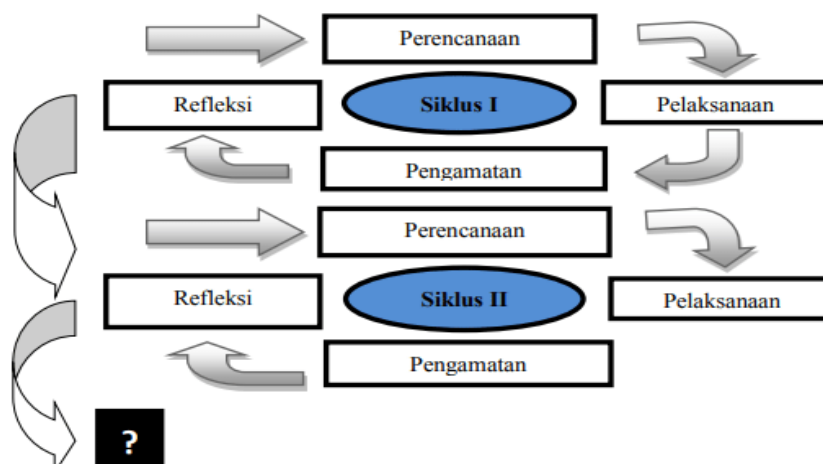 Perencanaan
Refleksi
Siklus I
Pelaksanaan
Pengamatan
Perencanaan
Refleksi
Siklus II
Pelaksanaan
Pengamatan
?